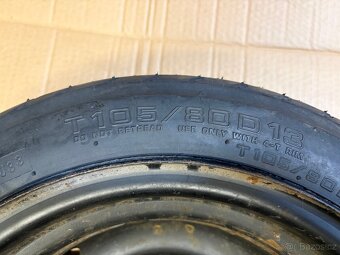 T105/80D13
DO NOT RETREAD USE ONLY WITH 4-T RIM
T105/80